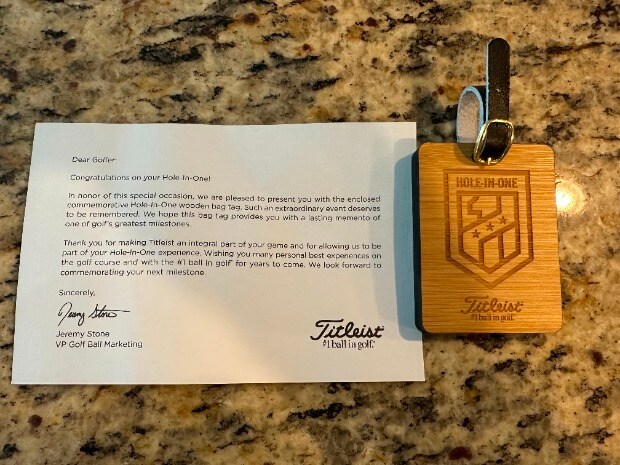 Dear Golfer
Congratulations on your Hole In-One!
In honor of this special occasion, we are pleased to present you with the enclosed
commemorative Hole-In-One wooden bag tag. Such an extraordinary event deserves
to be remembered. We hope this bag tag provides you with a lasting memento of
one of golf's greatest milestones.
Thank you for making Titleist an integral part of your game and for allowing us to be
part of your Hole-In-One experience. Wishing you many personal best experiences on
the golf course and with the #1 ball in golf for years to come. We look forward to
commemorating your next milestone.
Sincerely,
Jeremy Stone
Jeremy Stone
VP Golf Ball Marketing
Titleist
#1 ball in golf.
HOLE-IN-ONE
1
Titleist
#1 ball in golf.